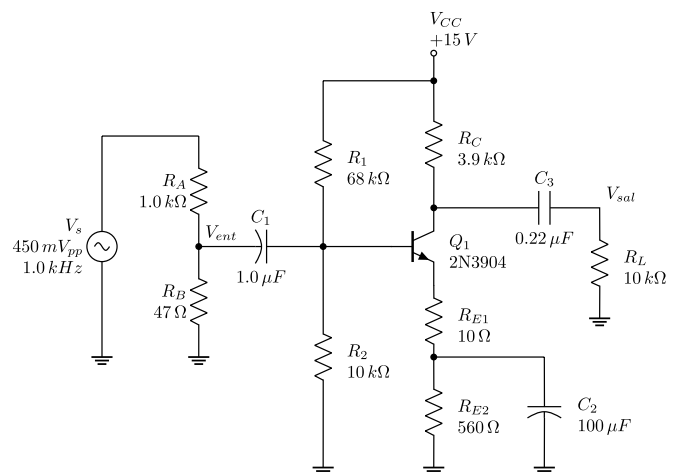 V_CC
+15 V
R_C
3.9 kΩ
R_1
68 kΩ
R_A
1.0 kΩ
C_3
0.22 μF
V_sal
V_s
450 mV_pp
1.0 kHz
V_ent
C_1
1.0 μF
Q_1
2N3904
R_L
10 kΩ
R_B
47 Ω
R_E1
10 Ω
R_2
10 kΩ
R_E2
560 Ω
C_2
100 μF